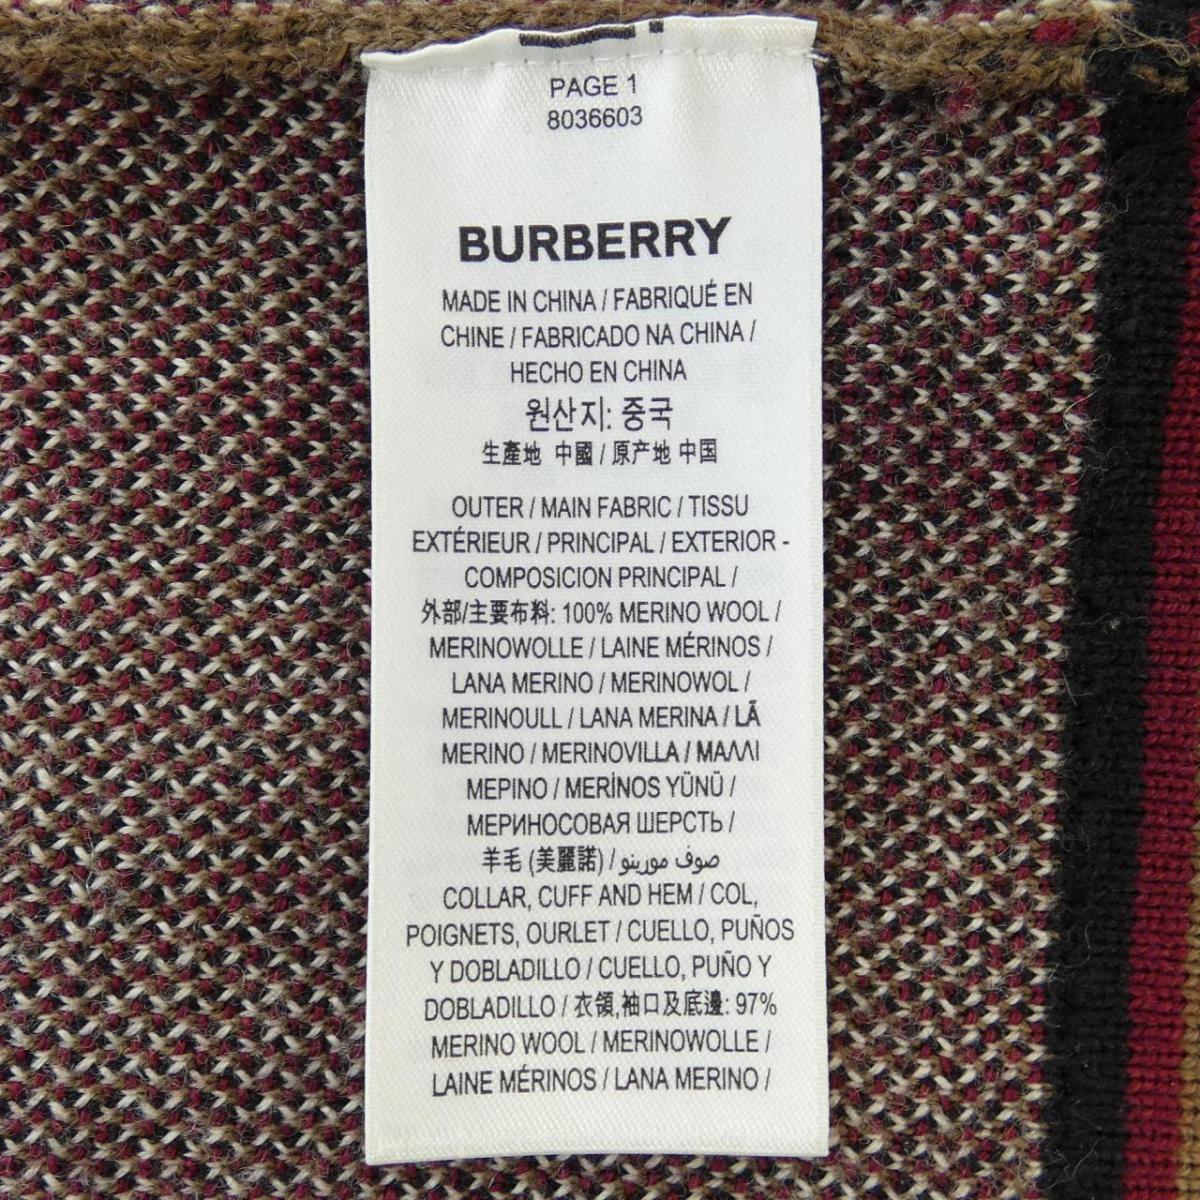 PAGE 1
8036603
BURBERRY
MADE IN CHINA / FABRIQUÉ EN
CHINE / FABRICADO NA CHINA /
HECHO EN CHINA
원산지: 중국
生產地 中國 / 原产地 中国
OUTER / MAIN FABRIC / TISSU
EXTÉRIEUR / PRINCIPAL / EXTERIOR -
COMPOSICION PRINCIPAL /
外部/主要布料: 100% MERINO WOOL /
MERINOWOLLE / LAINE MÉRINOS /
LANA MERINO / MERINOWOL /
MERINOULL / LANA MERINA / LÃ
MERINO / MERINOVILLA / ΜΑΛΛΙ
ΜΕΡΙΝΟ / MERİNOS YÜNÜ /
МЕРИНОСОВАЯ ШЕРСТЬ /
羊毛 (美麗諾) / صوف مورينو
COLLAR, CUFF AND HEM / COL,
POIGNETS, OURLET / CUELLO, PUÑOS
Y DOBLADILLO / CUELLO, PUÑO Y
DOBLADILLO / 衣領,袖口及底邊: 97%
MERINO WOOL / MERINOWOLLE /
LAINE MÉRINOS / LANA MERINO /